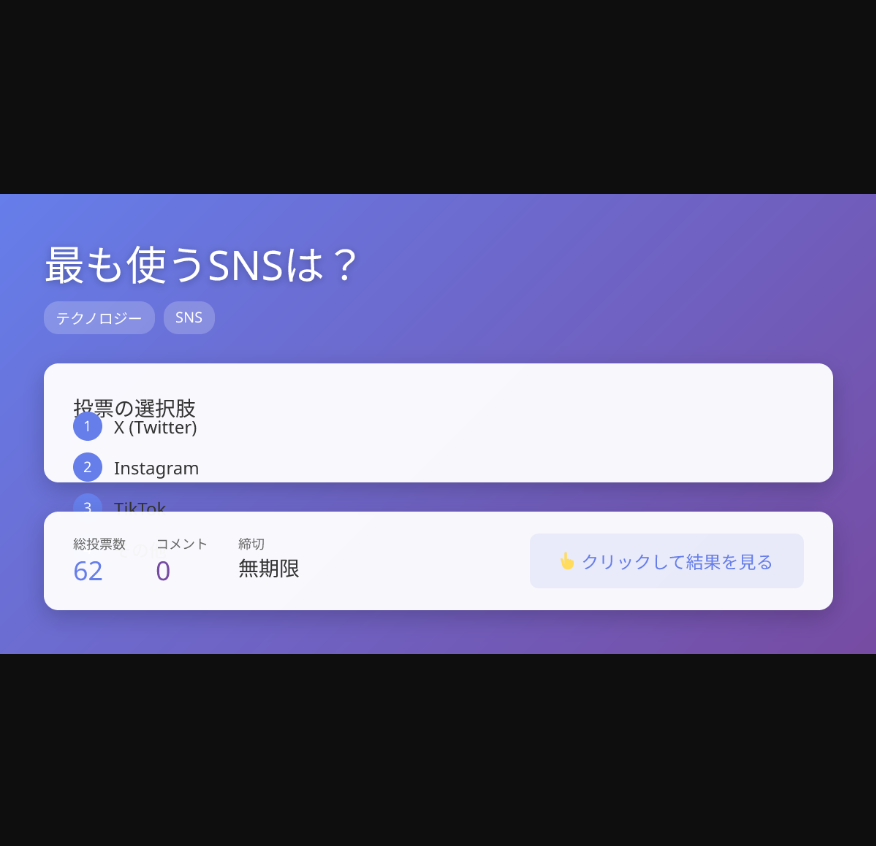 最も使うSNSは？
テクノロジー
SNS
投票の選択肢
1 X (Twitter)
2 Instagram
3 TikTok
総投票数
コメント
締切
62
0
無期限
👆 クリックして結果を見る